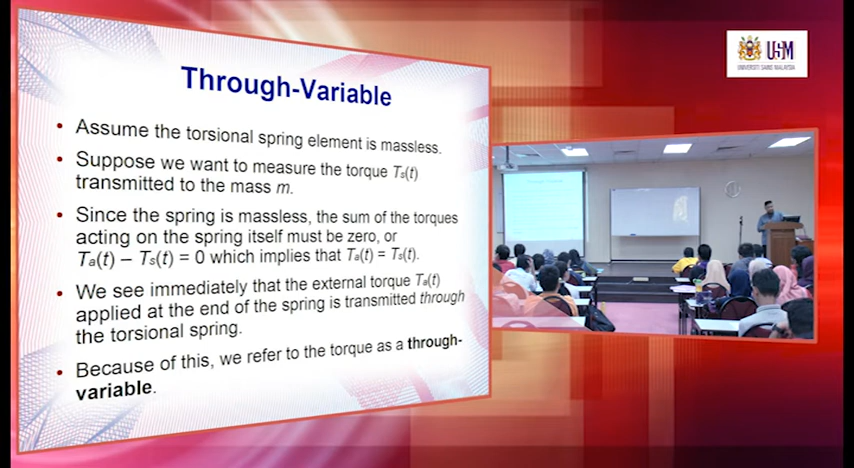 Through-Variable
• Assume the torsional spring element is massless.
• Suppose we want to measure the torque Ts(t)
transmitted to the mass m.
• Since the spring is massless, the sum of the torques
acting on the spring itself must be zero, or
Ta(t) − Ts(t) = 0 which implies that Ta(t) = Ts(t).
• We see immediately that the external torque Ta(t)
applied at the end of the spring is transmitted through
the torsional spring.
• Because of this, we refer to the torque as a through-
variable.
USM
UNIVERSITI SAINS MALAYSIA